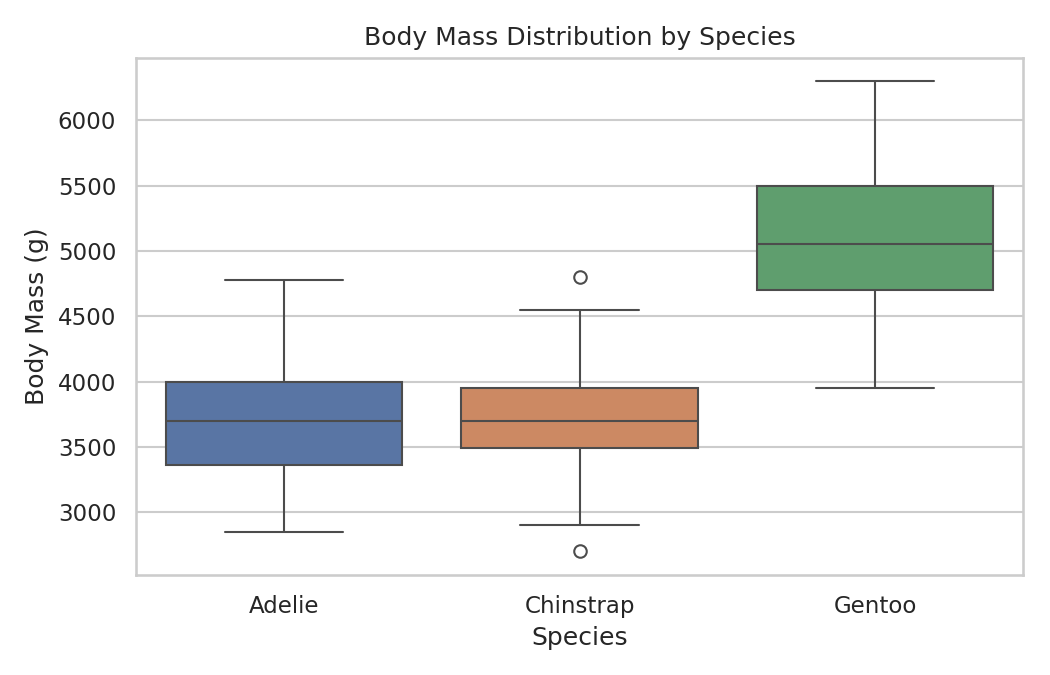 Body Mass Distribution by Species
Body Mass (g)
6000
5500
5000
4500
4000
3500
3000
Adelie
Chinstrap
Gentoo
Species